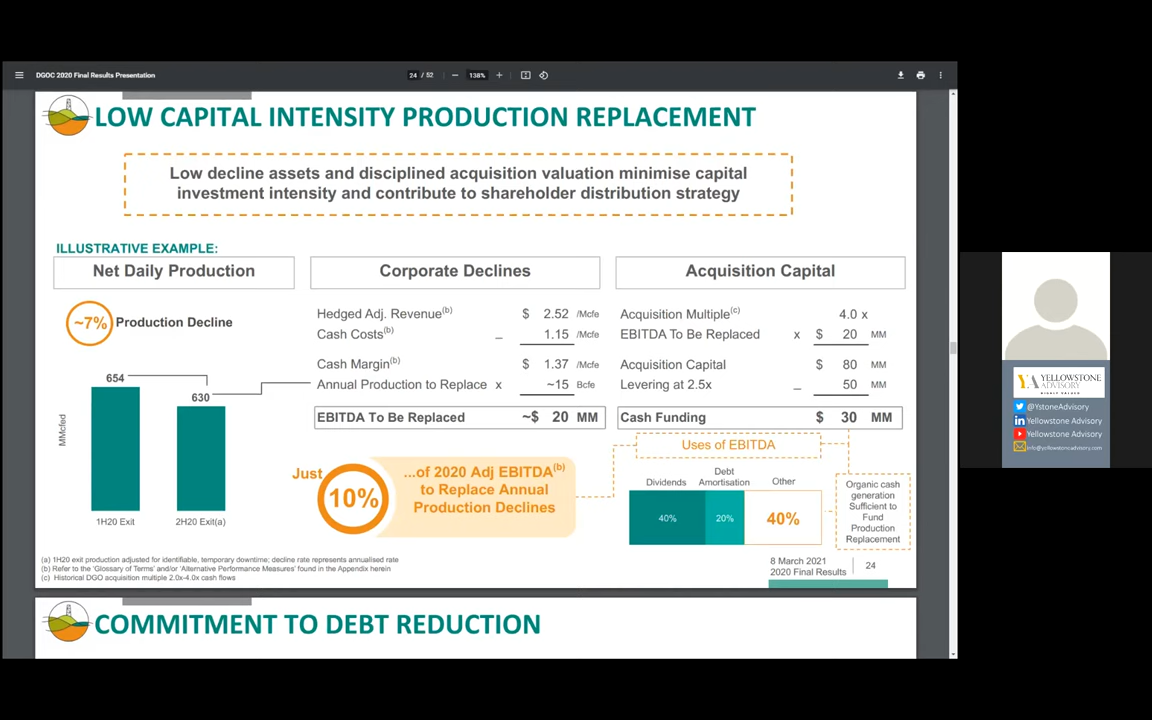 DGOC 2020 Final Results Presentation
24 / 52
138%
LOW CAPITAL INTENSITY PRODUCTION REPLACEMENT
Low decline assets and disciplined acquisition valuation minimise capital
investment intensity and contribute to shareholder distribution strategy
ILLUSTRATIVE EXAMPLE:
Net Daily Production
~7% Production Decline
654
630
MMcfed
1H20 Exit
2H20 Exit(a)
Corporate Declines
Hedged Adj. Revenue(b) $ 2.52 /Mcfe
Cash Costs(b) _ 1.15 /Mcfe
Cash Margin(b) $ 1.37 /Mcfe
Annual Production to Replace x ~15 Bcfe
EBITDA To Be Replaced ~$ 20 MM
Just 10% ...of 2020 Adj EBITDA(b)
to Replace Annual
Production Declines
Acquisition Capital
Acquisition Multiple(c) 4.0 x
EBITDA To Be Replaced x $ 20 MM
Acquisition Capital $ 80 MM
Levering at 2.5x _ 50 MM
Cash Funding $ 30 MM
Uses of EBITDA
Dividends
Debt
Amortisation
Other
40%
20%
40%
Organic cash
generation
Sufficient to
Fund
Production
Replacement
(a) 1H20 exit production adjusted for identifiable, temporary downtime; decline rate represents annualised rate
(b) Refer to the 'Glossary of Terms' and/or 'Alternative Performance Measures' found in the Appendix herein
(c) Historical DGO acquisition multiple 2.0x-4.0x cash flows
8 March 2021
2020 Final Results
24
COMMITMENT TO DEBT REDUCTION
YA YELLOWSTONE
ADVISORY
HIGHLY VALUED
@YstoneAdvisory
Yellowstone Advisory
Yellowstone Advisory
info@yellowstoneadvisory.com